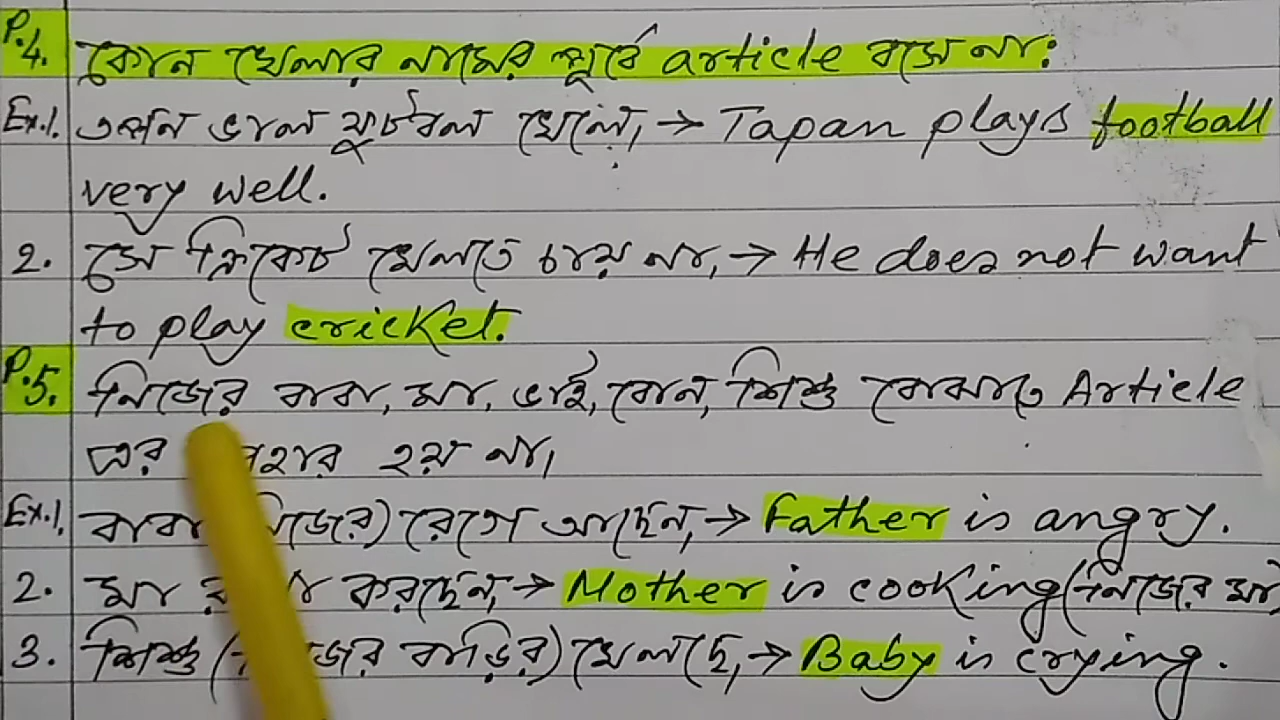 P.4. কোন খেলার নামের পূর্বে article বসে না:
Ex.1. তপন ভাল ফুটবল খেলে, → Tapan plays football
very well.
2. সে ক্রিকেট খেলতে চায় না, → He does not want
to play cricket.
P.5. নিজের বাবা, মা, ভাই, বোন, শিশু বোঝাতে Article
এর হয় না,
Ex.1. বাবা রেগে আছেন, → Father is angry.
2. মা করছেন, → Mother is cooking (নিজের মা)
3. শিশু ( বাড়ির) খেলছে, → Baby is crying.